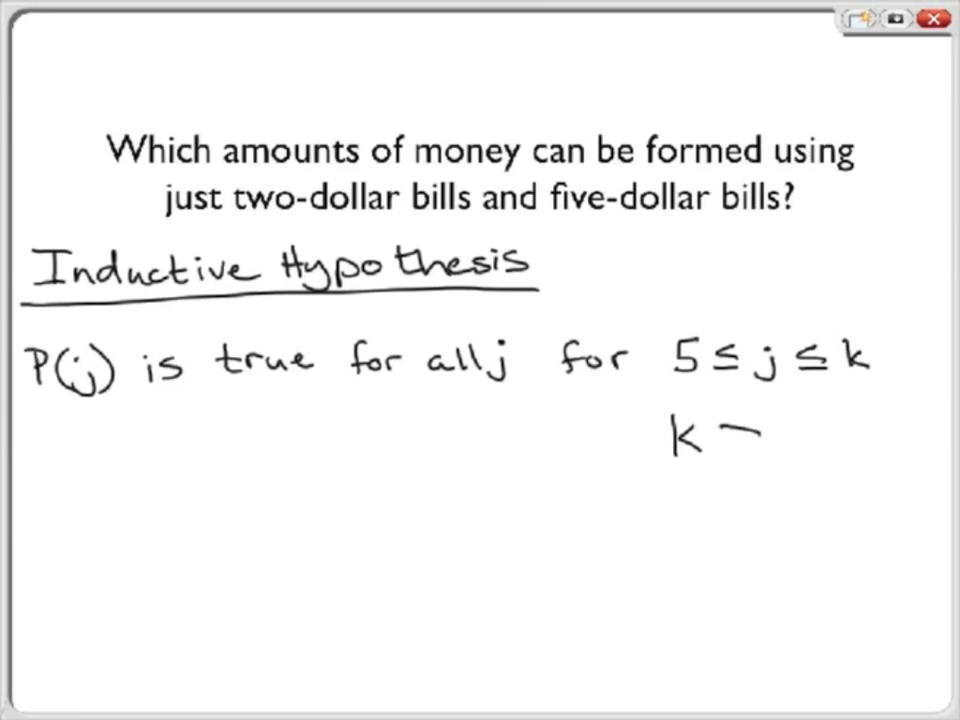 Which amounts of money can be formed using
just two-dollar bills and five-dollar bills?
Inductive Hypothesis
P(j) is true for all j for 5 ≤ j ≤ k
k